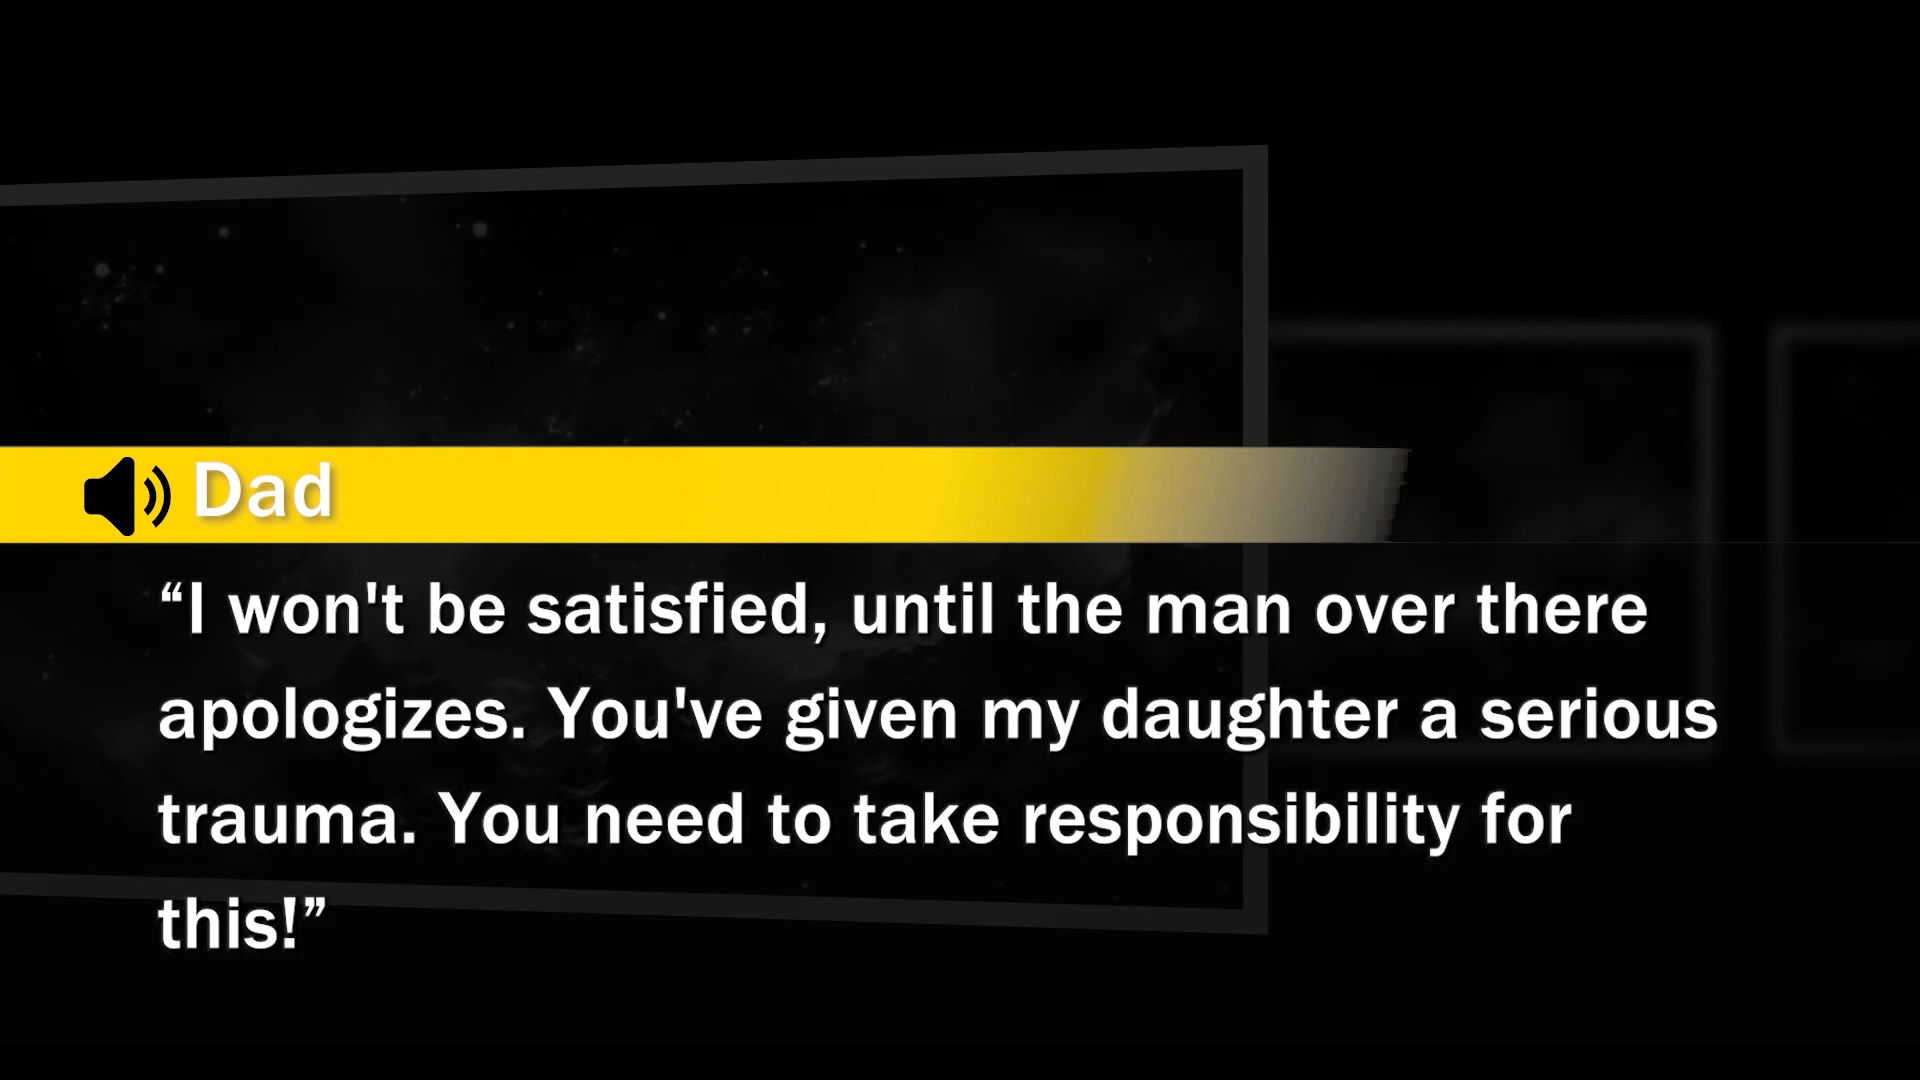 Dad
“I won't be satisfied, until the man over there
apologizes. You've given my daughter a serious
trauma. You need to take responsibility for
this!”